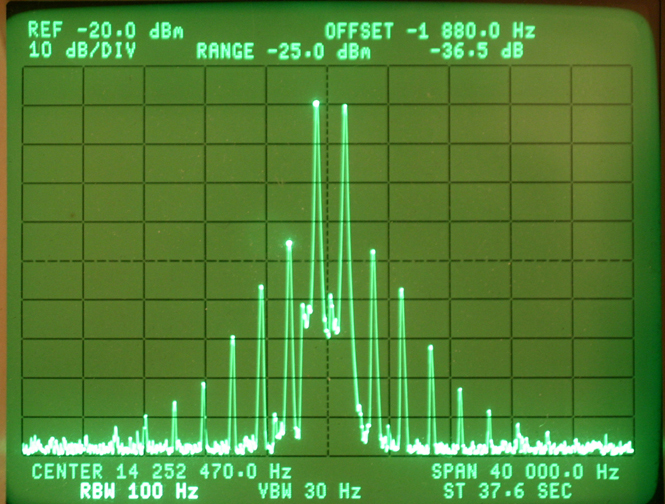 REF -20.0 dBm OFFSET -1 880.0 Hz
10 dB/DIV RANGE -25.0 dBm -36.5 dB
CENTER 14 252 470.0 Hz SPAN 40 000.0 Hz
RBW 100 Hz VBW 30 Hz ST 37.6 SEC